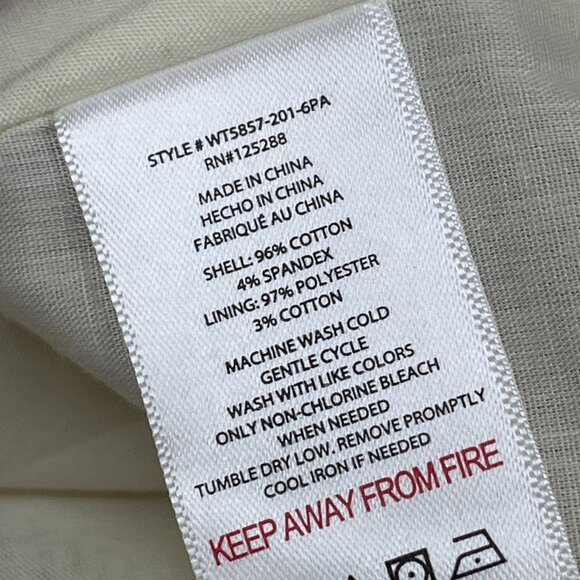 STYLE # WT5857-201-6PA
RN#125288
MADE IN CHINA
HECHO IN CHINA
FABRIQUÉ AU CHINA
SHELL: 96% COTTON
4% SPANDEX
LINING: 97% POLYESTER
3% COTTON
MACHINE WASH COLD
GENTLE CYCLE
WASH WITH LIKE COLORS
ONLY NON-CHLORINE BLEACH
WHEN NEEDED
TUMBLE DRY LOW. REMOVE PROMPTLY
COOL IRON IF NEEDED
KEEP AWAY FROM FIRE